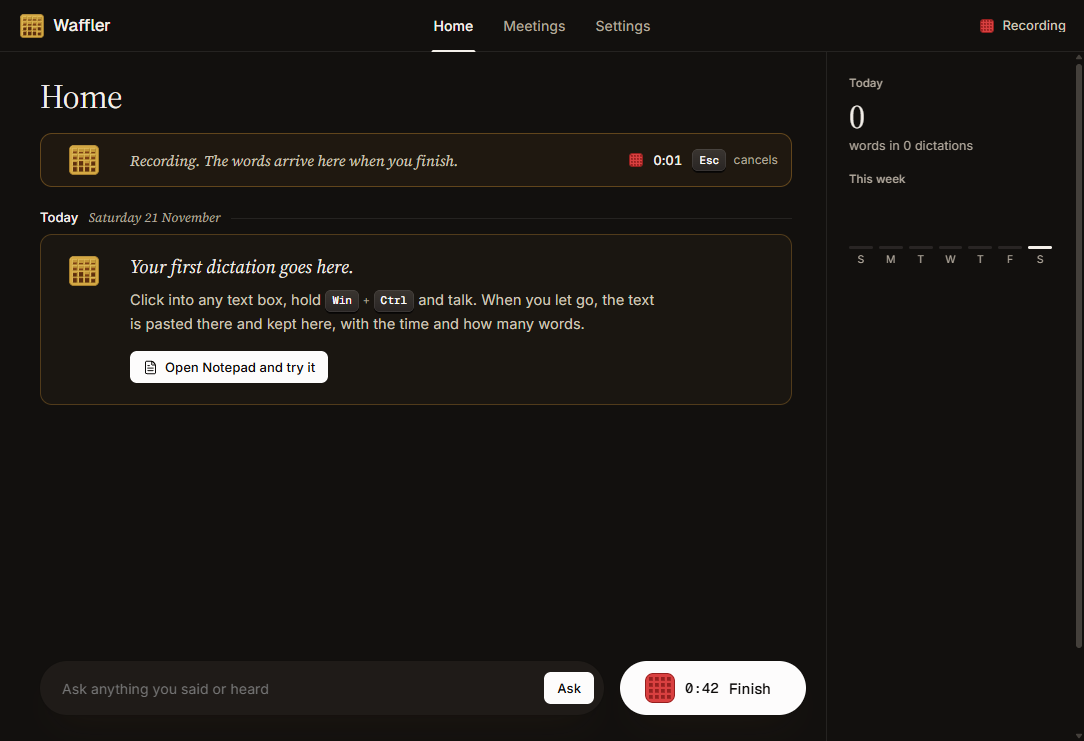 Waffler
Home Meetings Settings
Recording
Home
Recording. The words arrive here when you finish.
0:01 Esc cancels
Today Saturday 21 November
Your first dictation goes here.
Click into any text box, hold Win + Ctrl and talk. When you let go, the text
is pasted there and kept here, with the time and how many words.
Open Notepad and try it
Ask anything you said or heard
Ask
0:42 Finish
Today
0
words in 0 dictations
This week
S M T W T F S